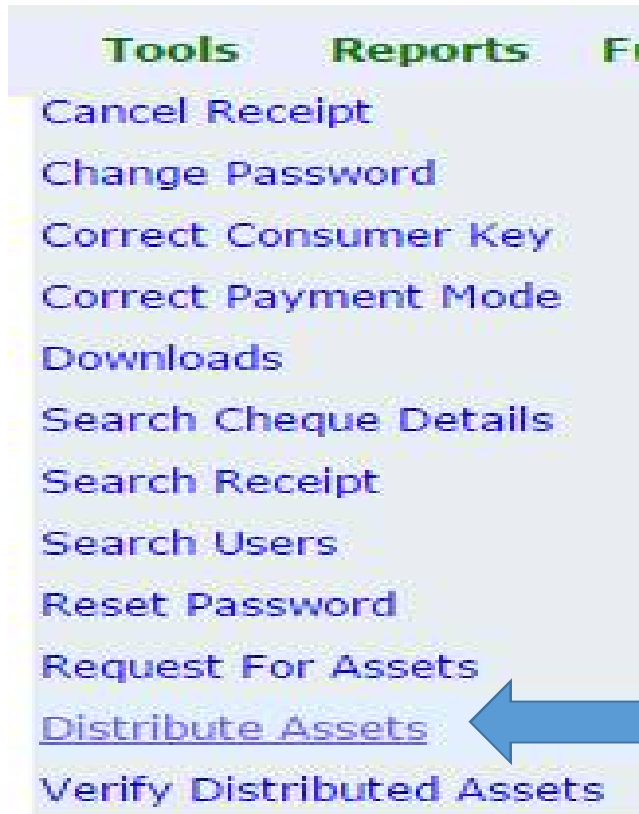 Tools Reports
Cancel Receipt
Change Password
Correct Consumer Key
Correct Payment Mode
Downloads
Search Cheque Details
Search Receipt
Search Users
Reset Password
Request For Assets
Distribute Assets
Verify Distributed Assets